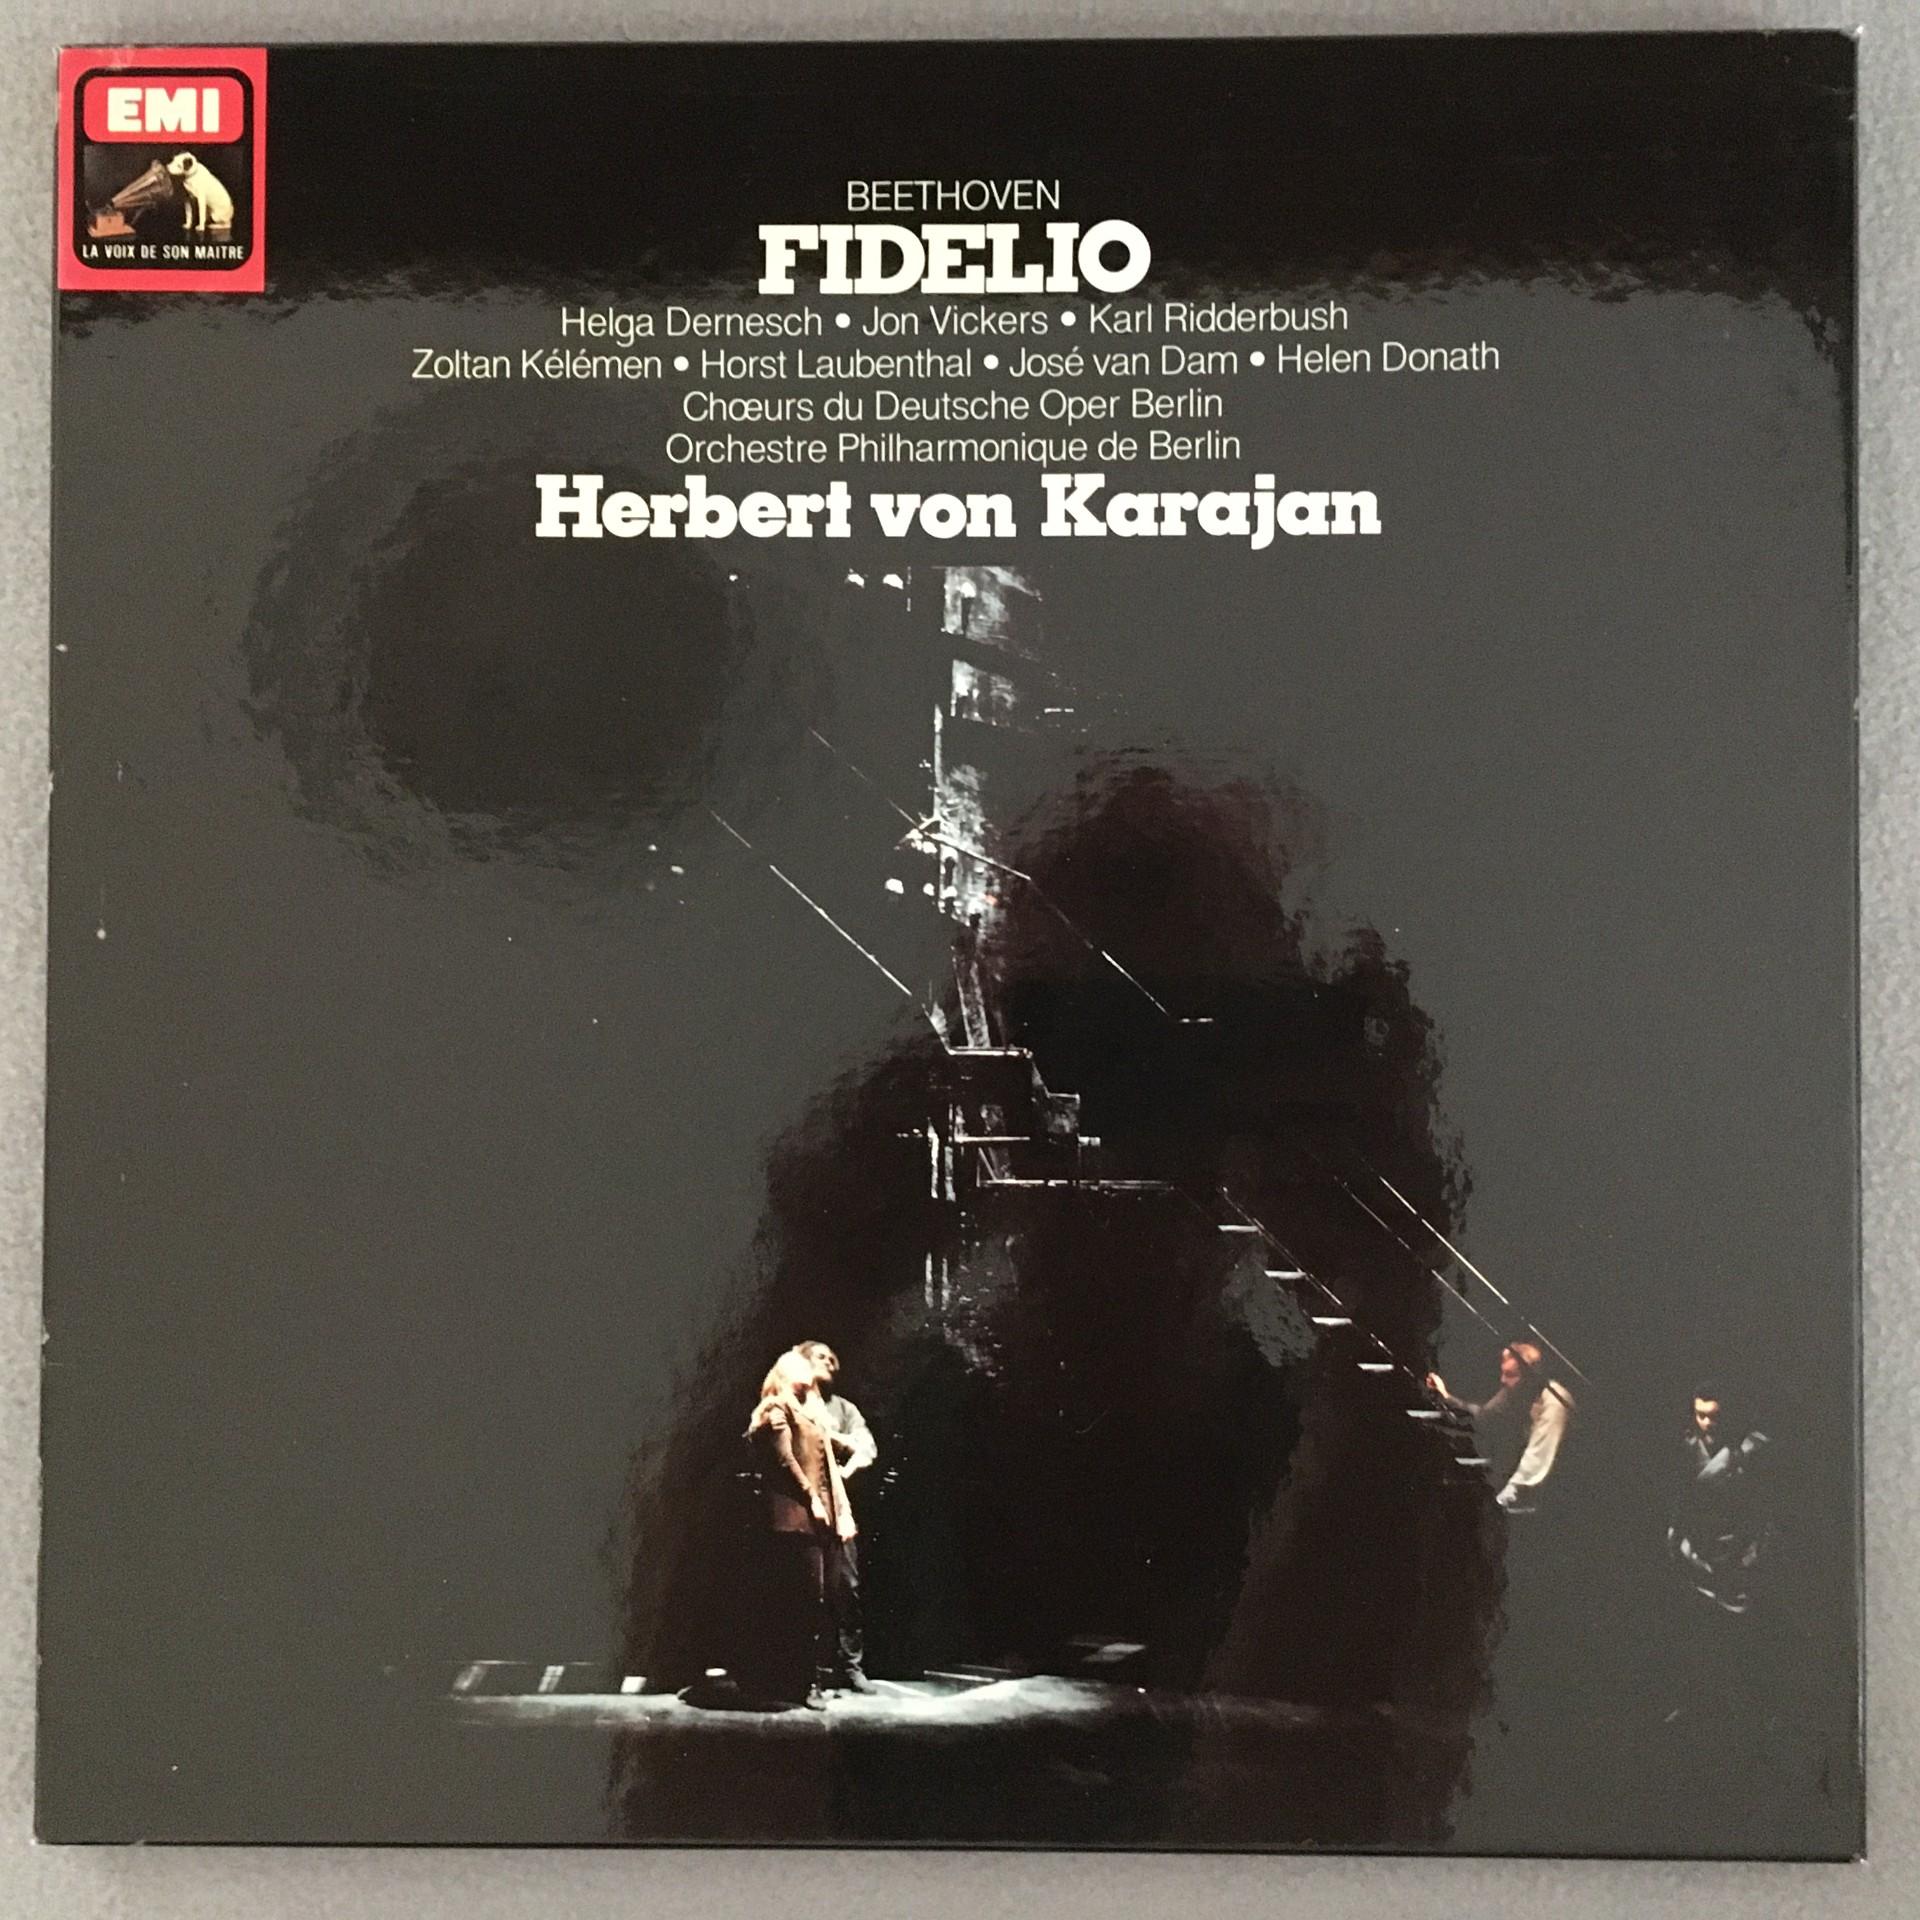 EMI
LA VOIX DE SON MAITRE
BEETHOVEN
FIDELIO
Helga Dernesch • Jon Vickers • Karl Ridderbush
Zoltan Kélémen • Horst Laubenthal • José van Dam • Helen Donath
Chœurs du Deutsche Oper Berlin
Orchestre Philharmonique de Berlin
Herbert von Karajan